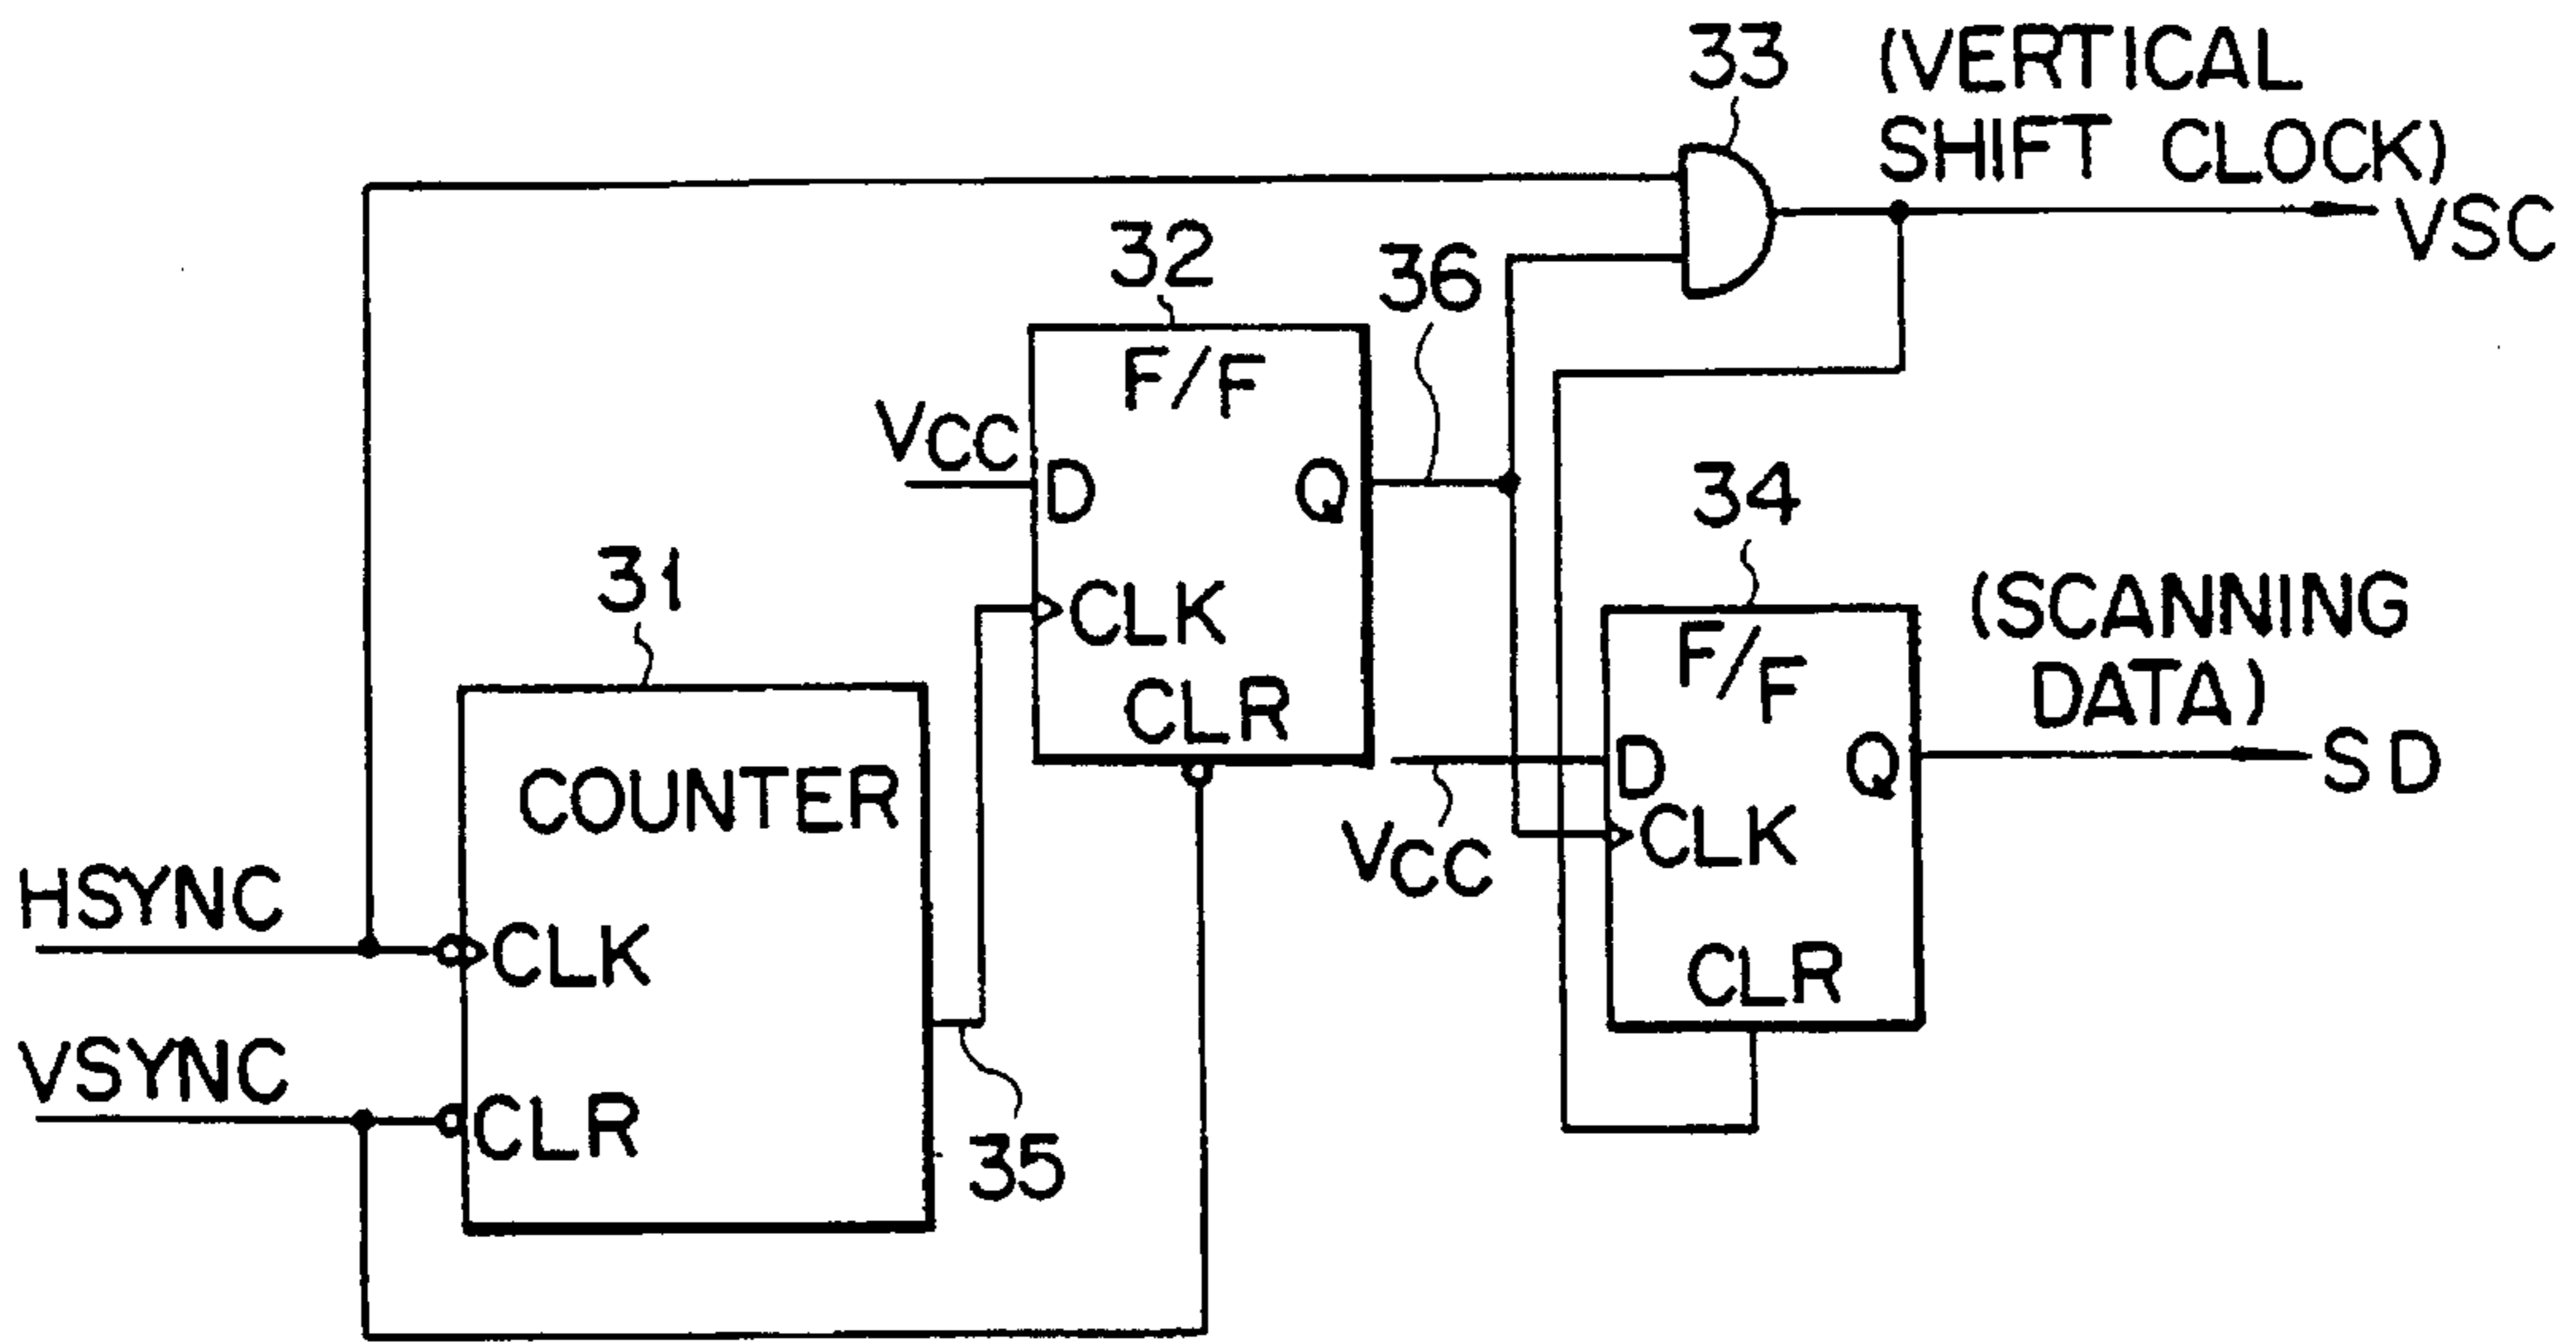 33
(VERTICAL
SHIFT CLOCK)
VSC
32
36
F/F
VCC
D
Q
CLK
CLR
31
COUNTER
HSYNC
CLK
VSYNC
CLR
35
34
(SCANNING
DATA)
F/F
D
Q
SD
VCC
CLK
CLR